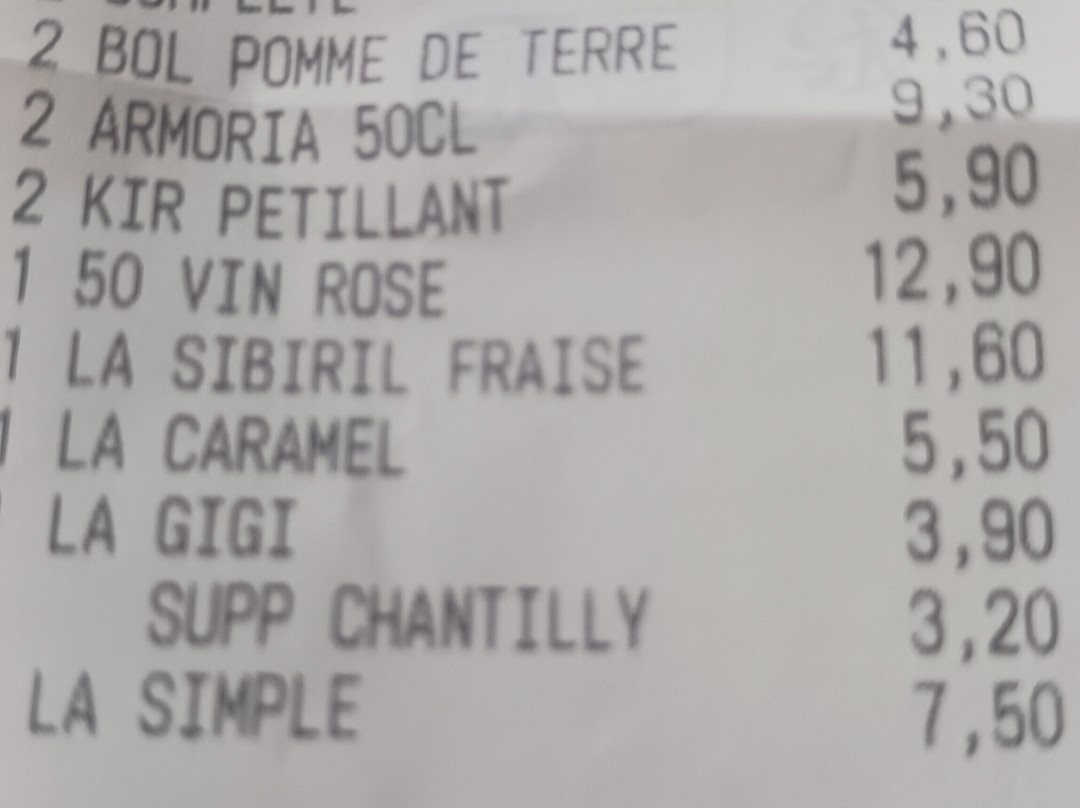 COMPLETE
2 BOL POMME DE TERRE 4,60
2 ARMORIA 50CL 9,30
2 KIR PETILLANT 5,90
1 50 VIN ROSE 12,90
1 LA SIBIRIL FRAISE 11,60
1 LA CARAMEL 5,50
LA GIGI 3,90
SUPP CHANTILLY 3,20
LA SIMPLE 7,50